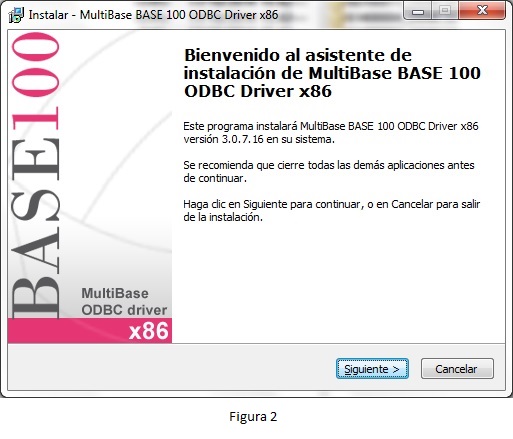 Instalar - MultiBase BASE 100 ODBC Driver x86
BASE100
MultiBase
ODBC driver
x86
Bienvenido al asistente de
instalación de MultiBase BASE 100
ODBC Driver x86
Este programa instalará MultiBase BASE 100 ODBC Driver x86
versión 3.0.7.16 en su sistema.
Se recomienda que cierre todas las demás aplicaciones antes
de continuar.
Haga clic en Siguiente para continuar, o en Cancelar para salir
de la instalación.
Siguiente >
Cancelar
Figura 2